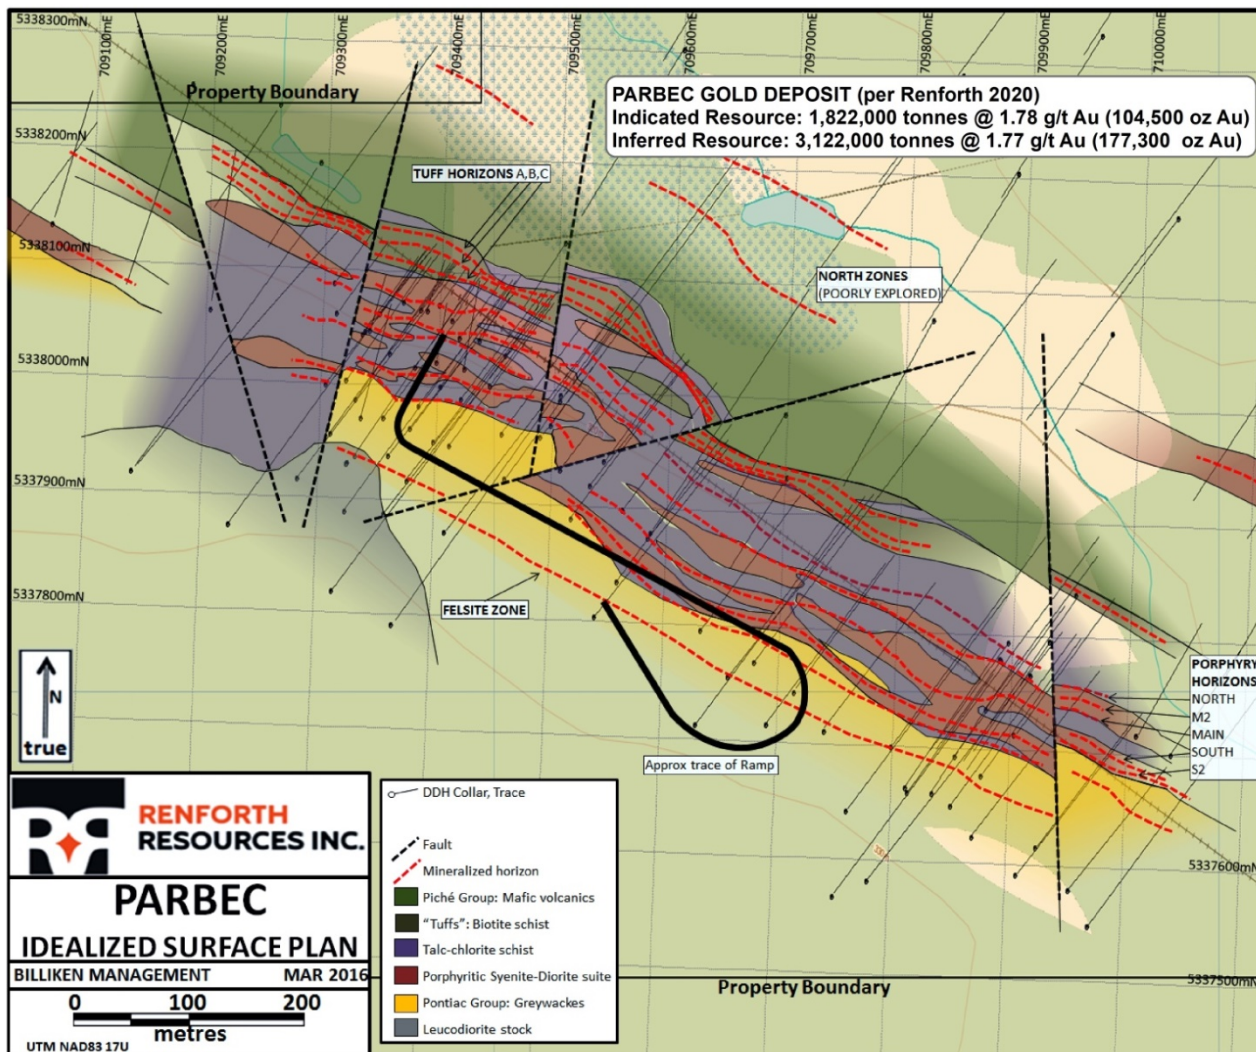 5338300mN
709100mE
709200mE
709300mE
709400mE
709500mE
709600mE
709700mE
709800mE
709900mE
710000mE
Property Boundary
PARBEC GOLD DEPOSIT (per Renforth 2020)
Indicated Resource: 1,822,000 tonnes @ 1.78 g/t Au (104,500 oz Au)
Inferred Resource: 3,122,000 tonnes @ 1.77 g/t Au (177,300 oz Au)
5338200mN
TUFF HORIZONS A,B,C
5338100mN
NORTH ZONES
(POORLY EXPLORED)
5338000mN
5337900mN
5337800mN
FELSITE ZONE
N
true
PORPHYRY
HORIZONS
NORTH
M2
MAIN
SOUTH
S2
Approx trace of Ramp
RENFORTH
RESOURCES INC.
PARBEC
IDEALIZED SURFACE PLAN
BILLIKEN MANAGEMENT MAR 2016
0 100 200
metres
UTM NAD83 17U
DDH Collar, Trace
Fault
Mineralized horizon
Piché Group: Mafic volcanics
"Tuffs": Biotite schist
Talc-chlorite schist
Porphyritic Syenite-Diorite suite
Pontiac Group: Greywackes
Leucodiorite stock
5337600mN
5337500mN
Property Boundary